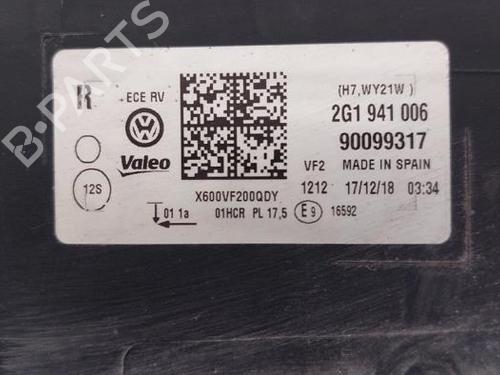 R
ECE RV
(H7,WY21W )
2G1 941 006
90099317
VW
Valeo
VF2 MADE IN SPAIN
12S
X600VF200QDY
1212 17/12/18 03:34
01 1a
01HCR PL 17,5
E9 16592
B-PARTS